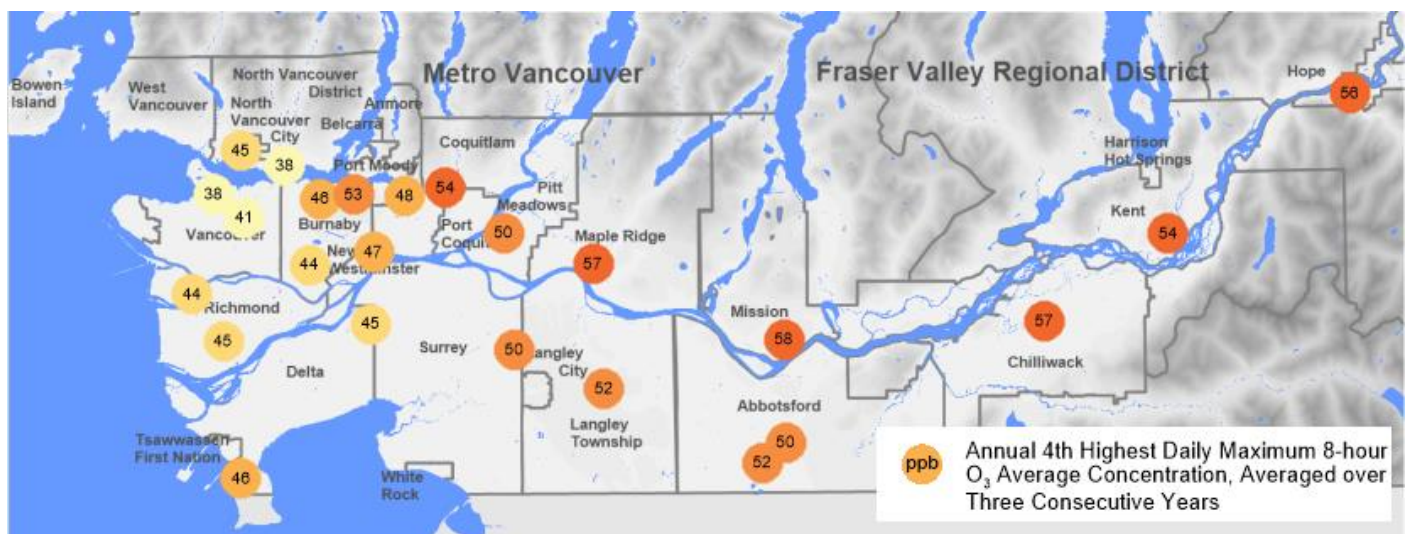 Metro Vancouver
Fraser Valley Regional District
Bowen
Island
West
Vancouver
North Vancouver
District
North
Vancouver
City
Anmore
Belcarra
Port Moody
Coquitlam
Pitt
Meadows
Port
Coquitlam
Maple Ridge
Harrison
Hot Springs
Hope
Kent
Vancouver
Burnaby
New
Westminster
Richmond
Delta
Surrey
Langley
City
Langley
Township
Mission
Abbotsford
Chilliwack
Tsawwassen
First Nation
White
Rock
45
38
38
41
46
53
48
54
50
44
47
44
45
45
46
50
52
57
58
50
52
57
54
56
ppb
Annual 4th Highest Daily Maximum 8-hour
O₃ Average Concentration, Averaged over
Three Consecutive Years